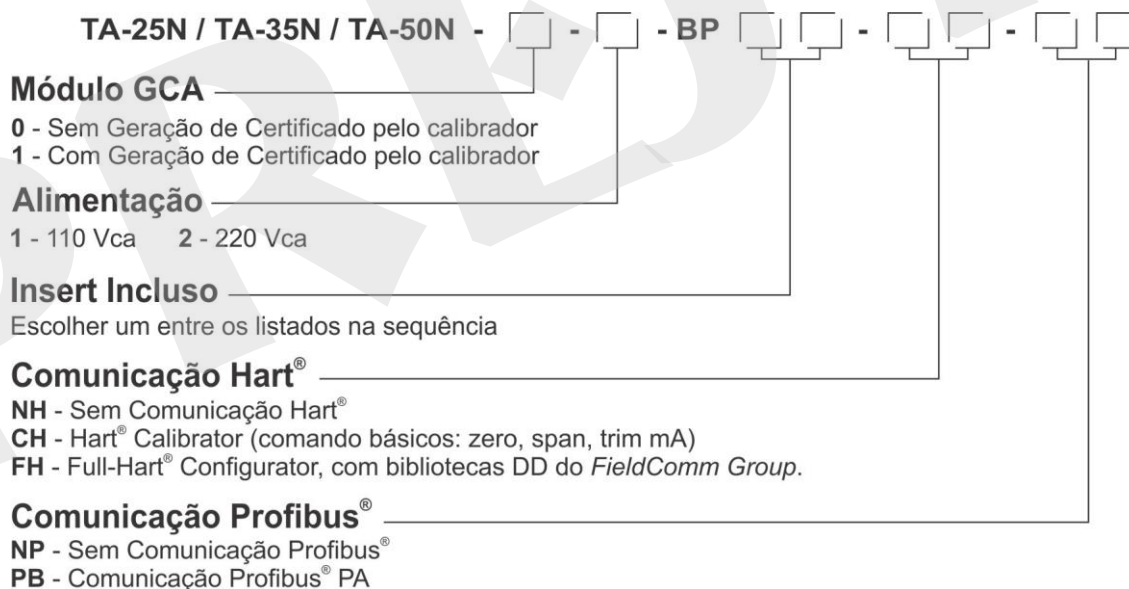 TA-25N / TA-35N / TA-50N - - - BP - -
Módulo GCA
0 - Sem Geração de Certificado pelo calibrador
1 - Com Geração de Certificado pelo calibrador
Alimentação
1 - 110 Vca 2 - 220 Vca
Insert Incluso
Escolher um entre os listados na sequência
Comunicação Hart®
NH - Sem Comunicação Hart®
CH - Hart® Calibrator (comando básicos: zero, span, trim mA)
FH - Full-Hart® Configurator, com bibliotecas DD do FieldComm Group.
Comunicação Profibus®
NP - Sem Comunicação Profibus®
PB - Comunicação Profibus® PA